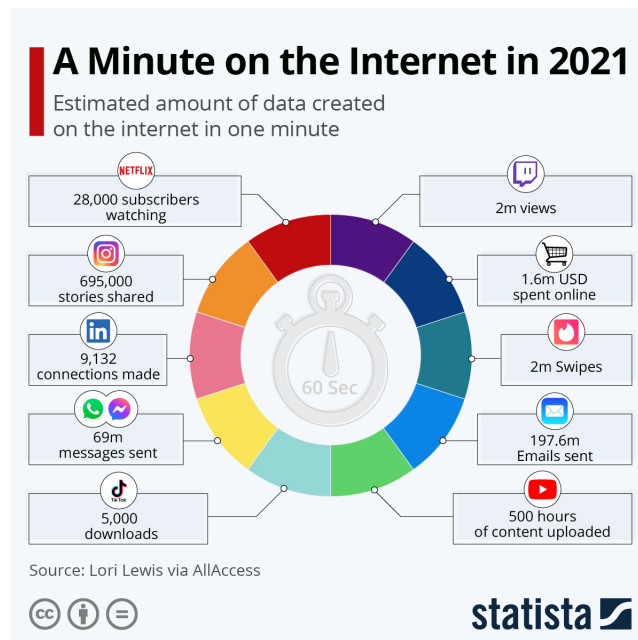 A Minute on the Internet in 2021
Estimated amount of data created
on the internet in one minute
NETFLIX
28,000 subscribers
watching
2m views
695,000
stories shared
1.6m USD
spent online
in
9,132
connections made
2m Swipes
60 Sec
69m
messages sent
197.6m
Emails sent
TikTok
5,000
downloads
500 hours
of content uploaded
Source: Lori Lewis via AllAccess
cc
statista